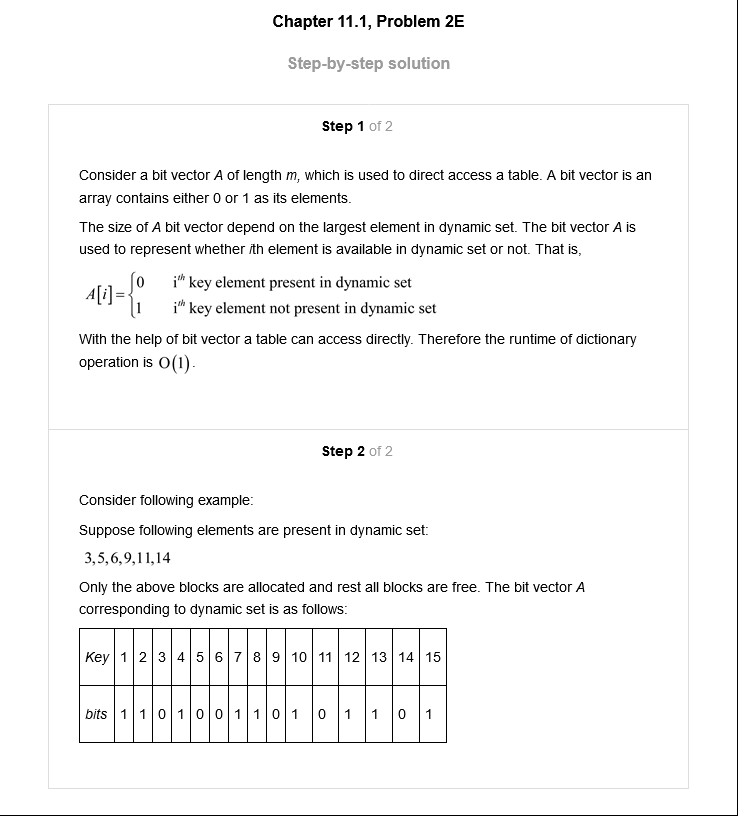 Chapter 11.1, Problem 2E
Step-by-step solution
Step 1 of 2
Consider a bit vector A of length m, which is used to direct access a table. A bit vector is an
array contains either 0 or 1 as its elements.
The size of A bit vector depend on the largest element in dynamic set. The bit vector A is
used to represent whether ith element is available in dynamic set or not. That is,
A[i]={0 i^th key element present in dynamic set
1 i^th key element not present in dynamic set
With the help of bit vector a table can access directly. Therefore the runtime of dictionary
operation is O(1).
Step 2 of 2
Consider following example:
Suppose following elements are present in dynamic set:
3,5,6,9,11,14
Only the above blocks are allocated and rest all blocks are free. The bit vector A
corresponding to dynamic set is as follows:
Key 1 2 3 4 5 6 7 8 9 10 11 12 13 14 15
bits 1 1 0 1 0 0 1 1 0 1 0 1 1 0 1